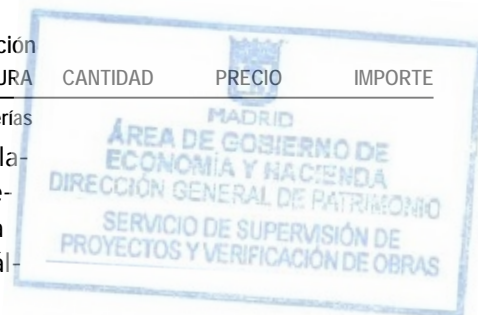 ción
URA CANTIDAD PRECIO IMPORTE
erías
MADRID
ÁREA DE GOBIERNO DE
ECONOMÍA Y HACIENDA
DIRECCIÓN GENERAL DE PATRIMONIO
SERVICIO DE SUPERVISIÓN DE
PROYECTOS Y VERIFICACIÓN DE OBRAS
la-